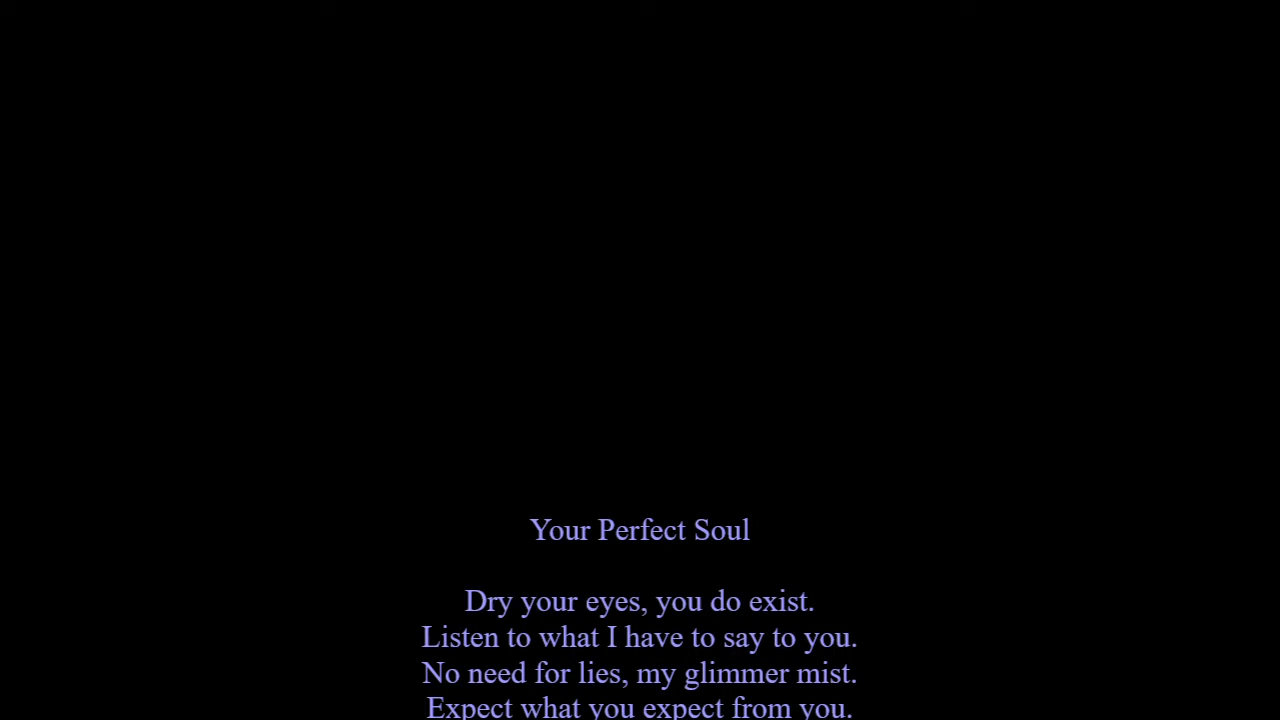 Your Perfect Soul
Dry your eyes, you do exist.
Listen to what I have to say to you.
No need for lies, my glimmer mist.
Expect what you expect from you.